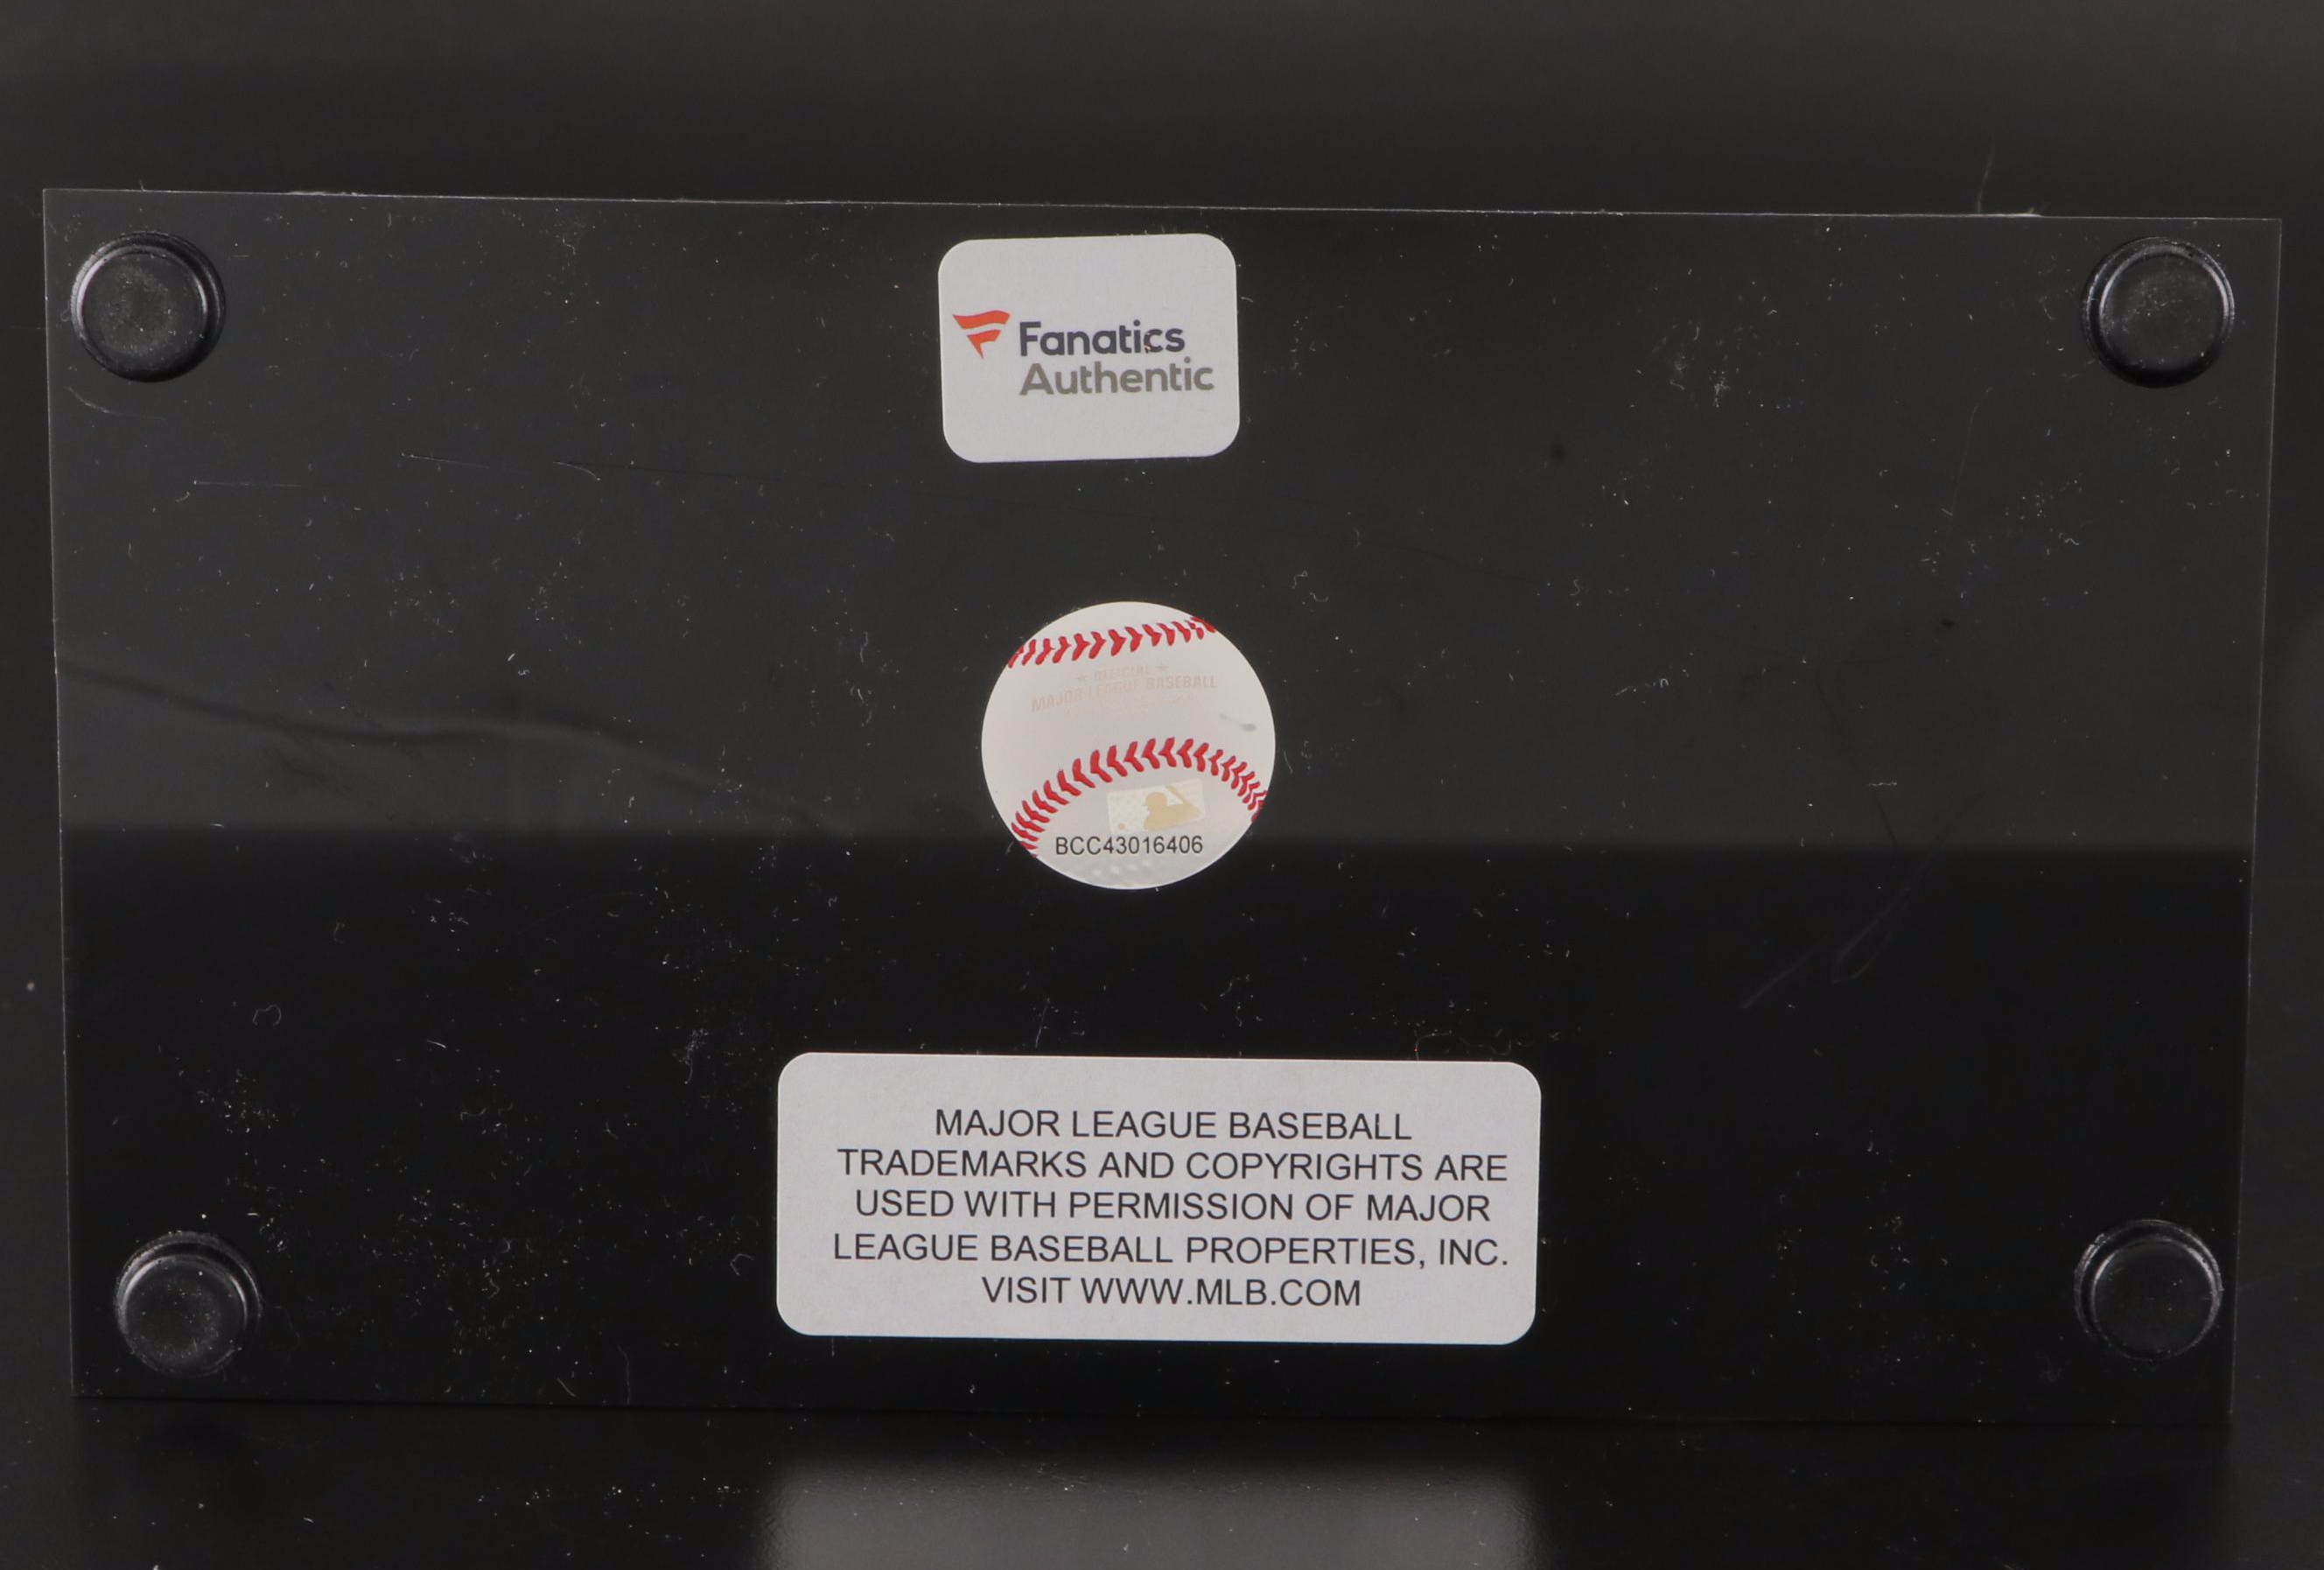 Fanatics
Authentic
★ OFFICIAL ★
MAJOR LEAGUE BASEBALL
BCC43016406
MAJOR LEAGUE BASEBALL
TRADEMARKS AND COPYRIGHTS ARE
USED WITH PERMISSION OF MAJOR
LEAGUE BASEBALL PROPERTIES, INC.
VISIT WWW.MLB.COM